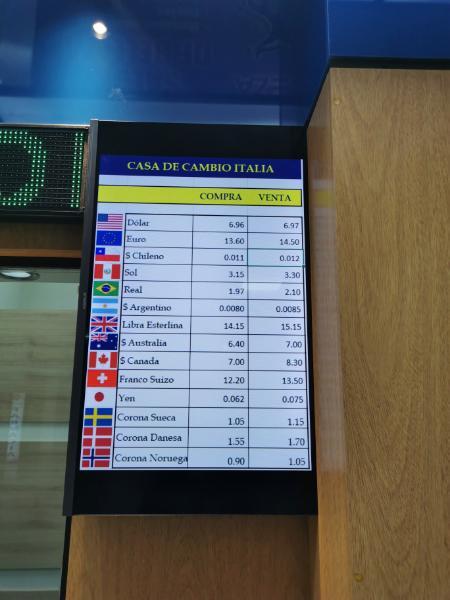 CASA DE CAMBIO ITALIA
COMPRA VENTA
Dólar 6.96 6.97
Euro 13.60 14.50
$ Chileno 0.011 0.012
Sol 3.15 3.30
Real 1.97 2.10
$ Argentino 0.0080 0.0085
Libra Esterlina 14.15 15.15
$ Australia 6.40 7.00
$ Canada 7.00 8.30
Franco Suizo 12.20 13.50
Yen 0.062 0.075
Corona Sueca 1.05 1.15
Corona Danesa 1.55 1.70
Corona Noruega 0.90 1.05